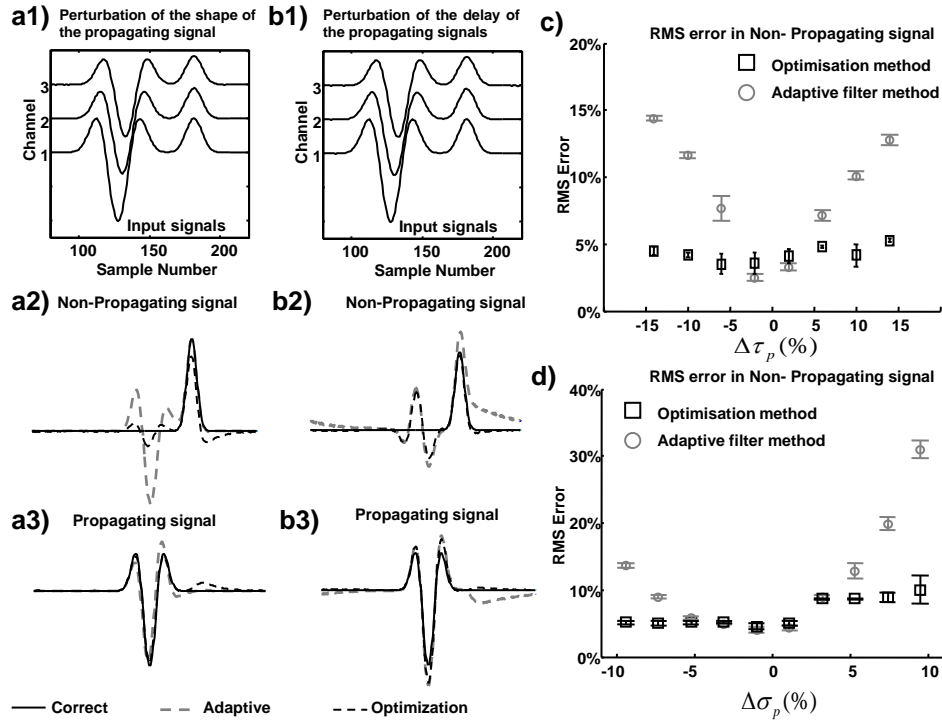 a1) Perturbation of the shape of
the propagating signal
Channel
3
2
1
Input signals
100 150 200
Sample Number
b1) Perturbation of the delay of
the propagating signals
Channel
3
2
1
Input signals
100 150 200
Sample Number
a2) Non-Propagating signal
b2) Non-Propagating signal
a3) Propagating signal
b3) Propagating signal
Correct Adaptive Optimization
c)
RMS error in Non- Propagating signal
Optimisation method
Adaptive filter method
RMS Error
20%
15%
10%
5%
0%
-15 -10 -5 0 5 10 15
Δτp(%)
d)
RMS error in Non- Propagating signal
Optimisation method
Adaptive filter method
RMS Error
40%
30%
20%
10%
0%
-10 -5 0 5 10
Δσp(%)